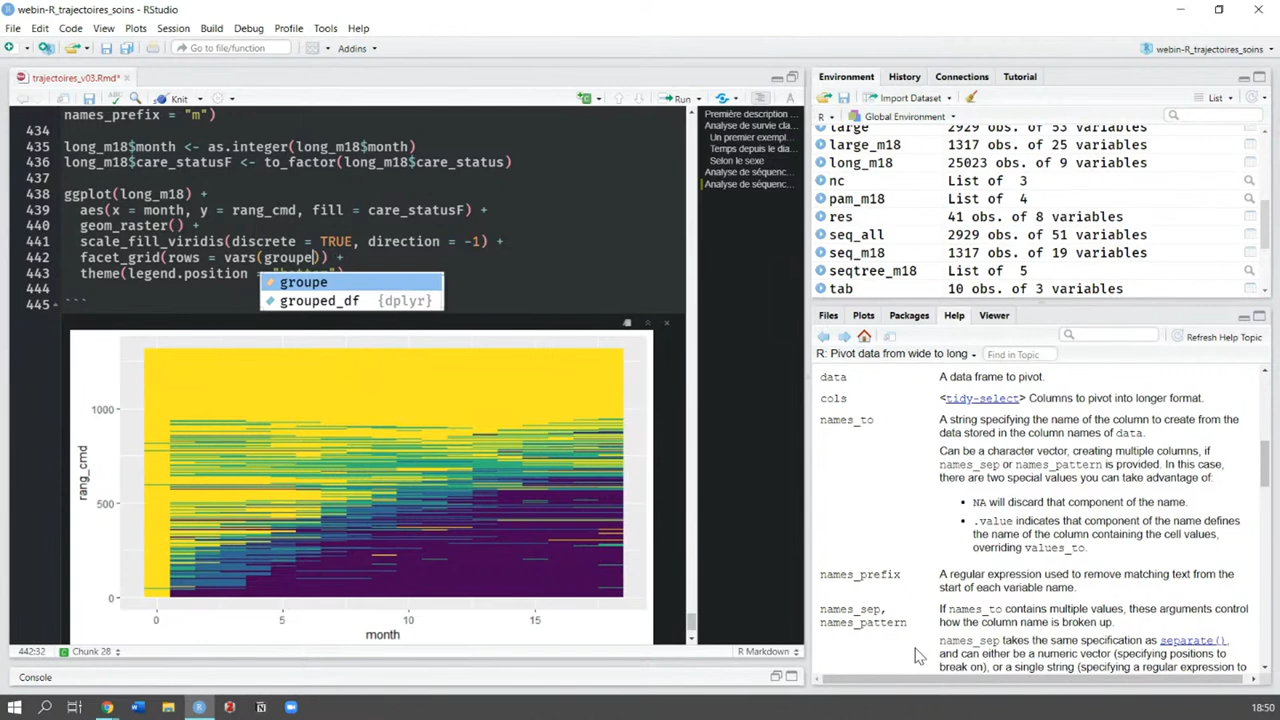 webin-R_trajectoires_soins - RStudio
File Edit Code View Plots Session Build Debug Profile Tools Help
Go to file/function Addins webin-R_trajectoires_soins
trajectoires_v03.Rmd*
Knit Run
names_prefix = "m")
434
435 long_m18$month <- as.integer(long_m18$month)
436 long_m18$care_statusF <- to_factor(long_m18$care_status)
437
438 ggplot(long_m18) +
439 aes(x = month, y = rang_cmd, fill = care_statusF) +
440 geom_raster() +
441 scale_fill_viridis(discrete = TRUE, direction = -1) +
442 facet_grid(rows = vars(groupe)) +
443 theme(legend.position =
444
445 ```
groupe
grouped_df {dplyr}
Première description ...
Analyse de survie cla...
Un premier exempl...
Temps depuis le dia...
Selon le sexe
Analyse de séquenc...
Analyse de séquenc...
1000
500
0
rang_cmd
0 5 10 15
month
442:32 Chunk 28 R Markdown
Console
Environment History Connections Tutorial
Import Dataset List
R Global Environment
large 2929 obs. of 53 variables
large_m18 1317 obs. of 25 variables
long_m18 25023 obs. of 9 variables
nc List of 3
pam_m18 List of 4
res 41 obs. of 8 variables
seq_all 2929 obs. of 51 variables
seq_m18 1317 obs. of 19 variables
seqtree_m18 List of 5
tab 10 obs. of 3 variables
Files Plots Packages Help Viewer
Refresh Help Topic
R: Pivot data from wide to long Find in Topic
data A data frame to pivot.
cols <tidy-select> Columns to pivot into longer format.
names_to A string specifying the name of the column to create from the
data stored in the column names of data.
Can be a character vector, creating multiple columns, if
names_sep or names_pattern is provided. In this case,
there are two special values you can take advantage of:
• NA will discard that component of the name.
• .value indicates that component of the name defines
the name of the column containing the cell values,
overriding values_to.
names_prefix A regular expression used to remove matching text from the
start of each variable name.
names_sep, If names_to contains multiple values, these arguments control
names_pattern how the column name is broken up.
names_sep takes the same specification as separate(),
and can either be a numeric vector (specifying positions to
break on), or a single string (specifying a regular expression to
18:50